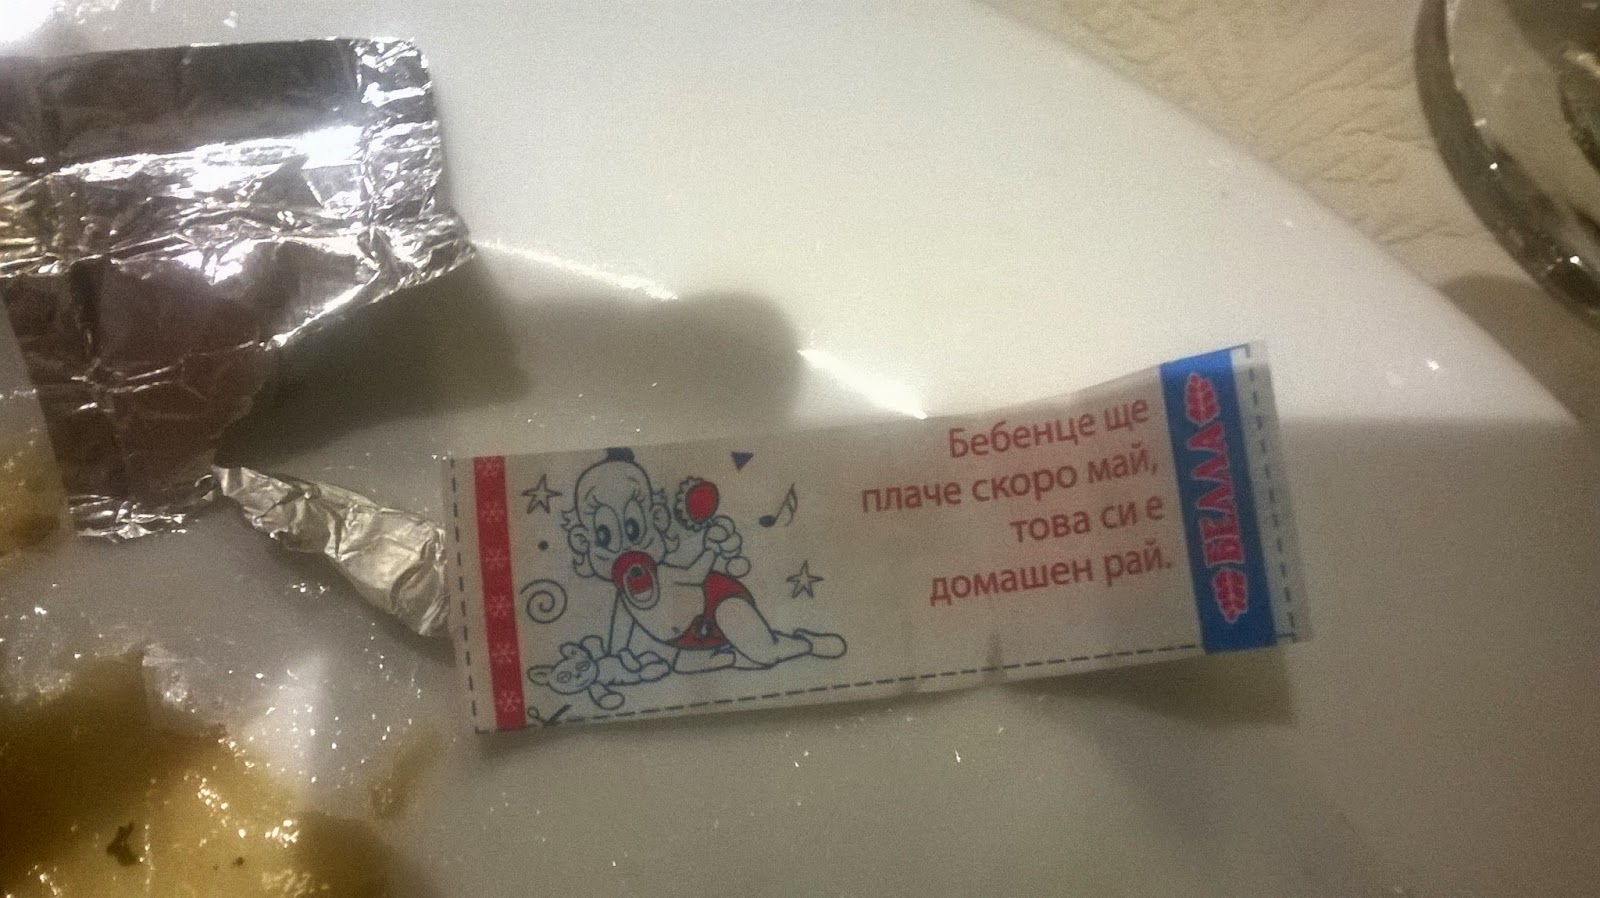 Бебенце ще
плаче скоро май,
това си е
домашен рай.
БЕЛЛА